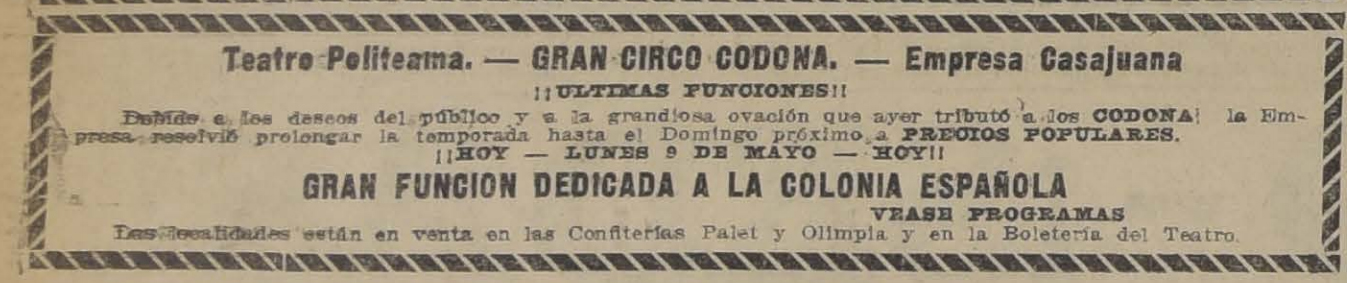 Teatro Politeama. — GRAN CIRCO CODONA. — Empresa Casajuana
¡¡ULTIMAS FUNCIONES!!
Debido a los deseos del público y a la grandiosa ovación que ayer tributó a los CODONA; la Em-
presa resolvió prolongar la temporada hasta el Domingo próximo a PRECIOS POPULARES.
¡¡HOY — LUNES 9 DE MAYO — HOY!!
GRAN FUNCION DEDICADA A LA COLONIA ESPAÑOLA
VEASE PROGRAMAS
Las localidades están en venta en las Confiterías Palet y Olimpia y en la Boletería del Teatro.